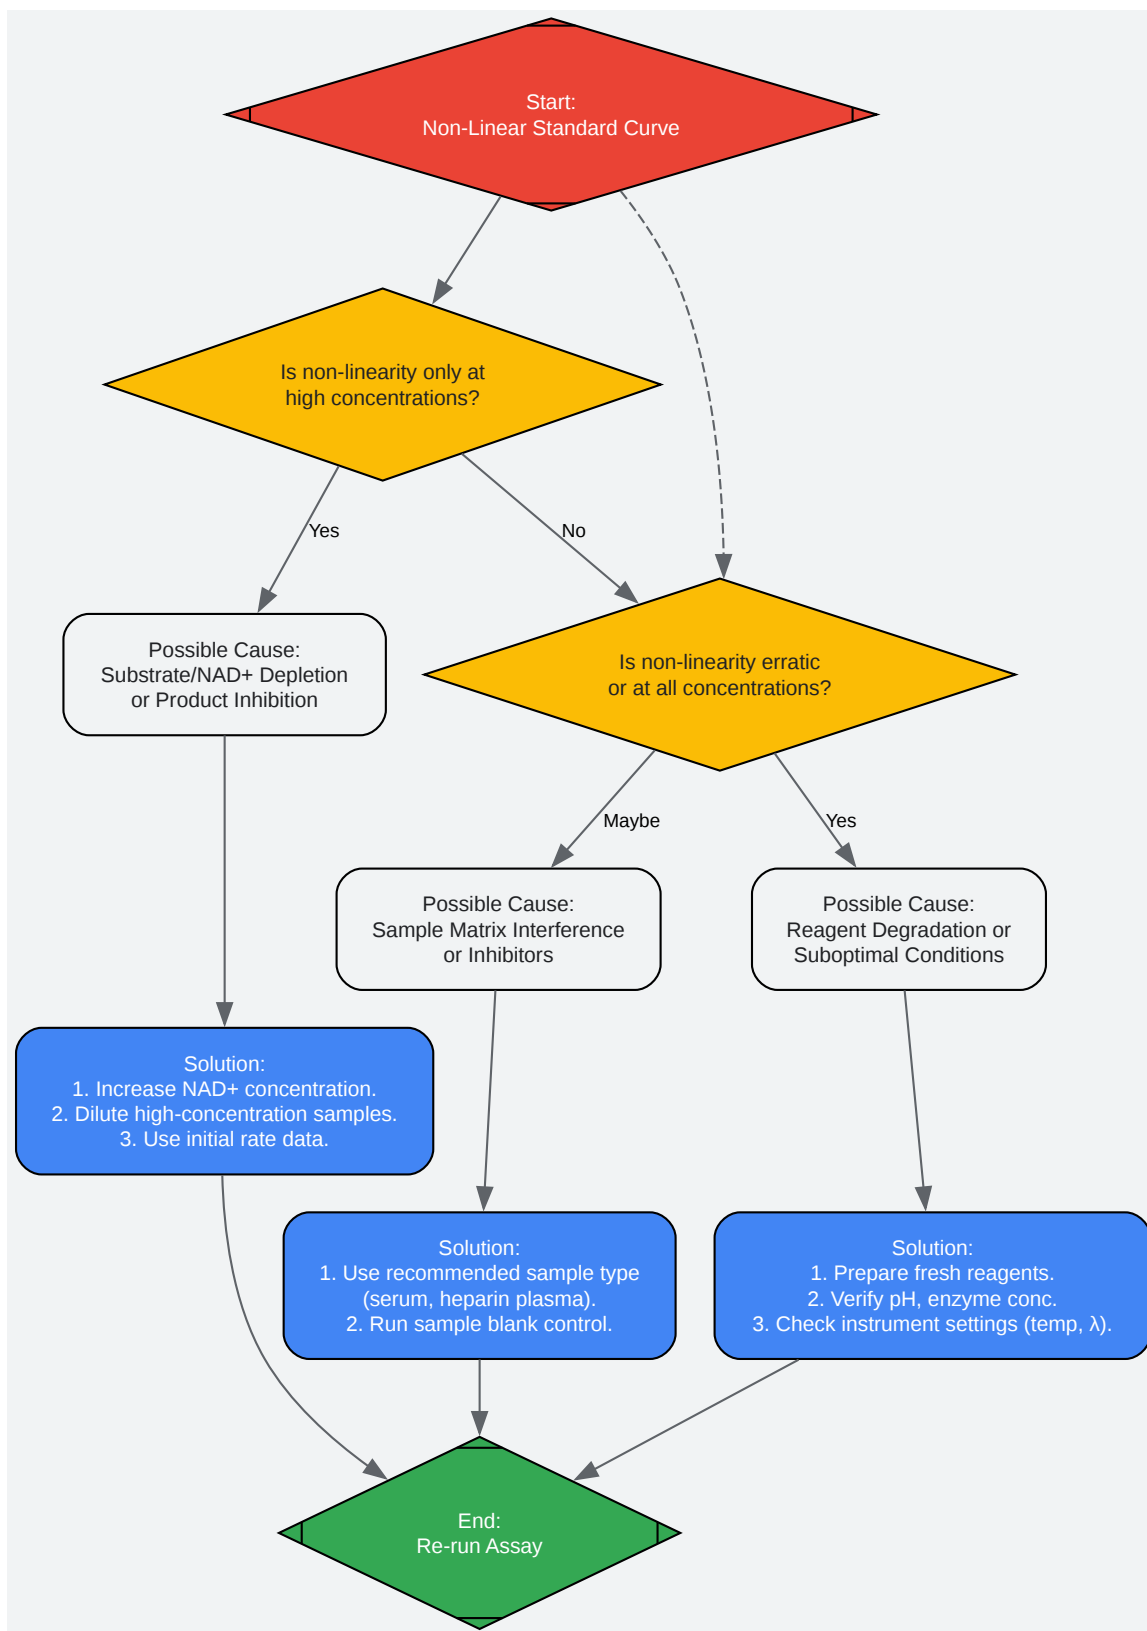 Start:
Non-Linear Standard Curve
Is non-linearity only at
high concentrations?
Yes
No
Possible Cause:
Substrate/NAD+ Depletion
or Product Inhibition
Is non-linearity erratic
or at all concentrations?
Maybe
Yes
Possible Cause:
Sample Matrix Interference
or Inhibitors
Possible Cause:
Reagent Degradation or
Suboptimal Conditions
Solution:
1. Increase NAD+ concentration.
2. Dilute high-concentration samples.
3. Use initial rate data.
Solution:
1. Use recommended sample type
(serum, heparin plasma).
2. Run sample blank control.
Solution:
1. Prepare fresh reagents.
2. Verify pH, enzyme conc.
3. Check instrument settings (temp, λ).
End:
Re-run Assay